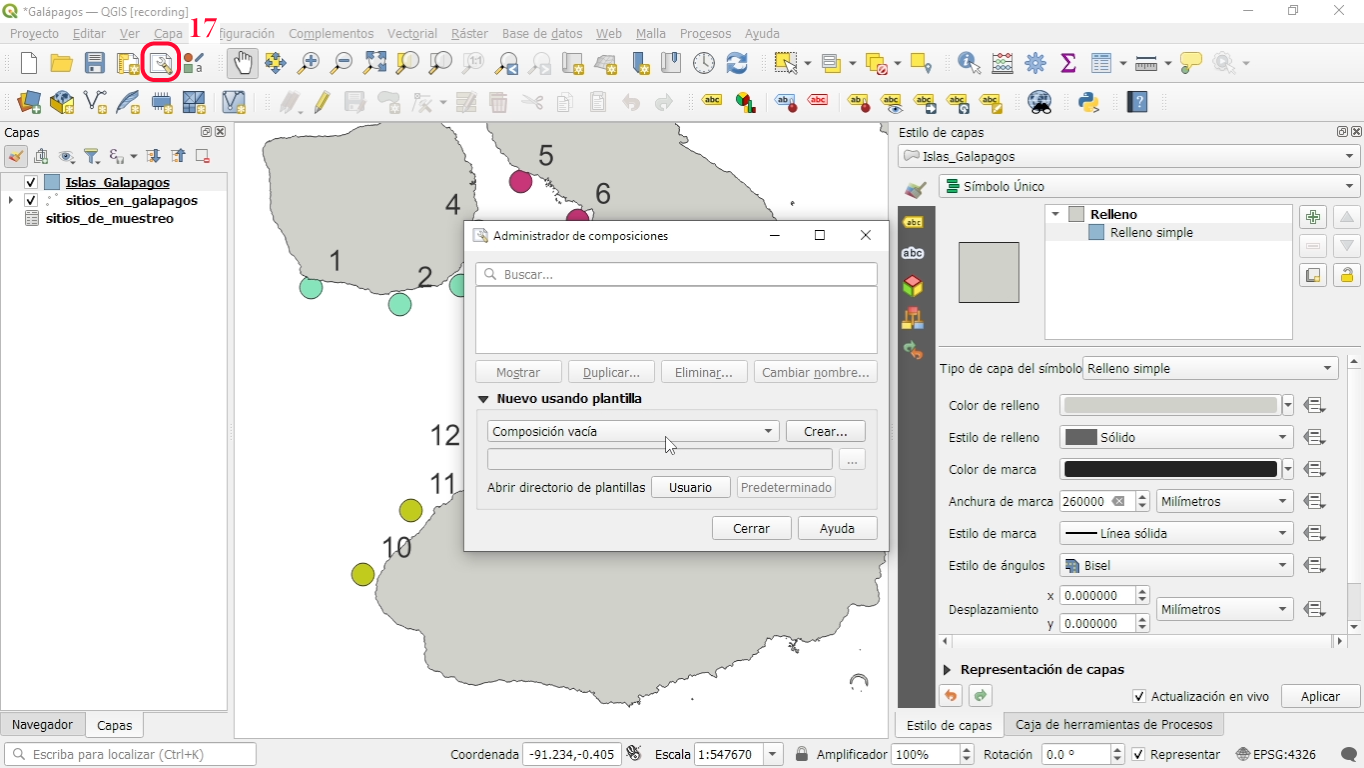 *Galápagos — QGIS [recording]
17
Proyecto Editar Ver Capa figuración Complementos Vectorial Ráster Base de datos Web Malla Procesos Ayuda
Capas
Islas_Galapagos
sitios_en_galapagos
sitios_de_muestreo
Navegador
Capas
5
6
4
1
2
12
11
10
Administrador de composiciones
Buscar...
Mostrar Duplicar... Eliminar... Cambiar nombre...
Nuevo usando plantilla
Composición vacía Crear...
...
Abrir directorio de plantillas Usuario Predeterminado
Cerrar Ayuda
Estilo de capas
Islas_Galapagos
Símbolo Único
Relleno
Relleno simple
Tipo de capa del símbolo Relleno simple
Color de relleno
Estilo de relleno Sólido
Color de marca
Anchura de marca 260000 Milímetros
Estilo de marca Línea sólida
Estilo de ángulos Bisel
Desplazamiento x 0.000000 Milímetros
y 0.000000
Representación de capas
Actualización en vivo Aplicar
Estilo de capas Caja de herramientas de Procesos
Escriba para localizar (Ctrl+K) Coordenada -91.234,-0.405 Escala 1:547670 Amplificador 100% Rotación 0.0 ° Representar EPSG:4326